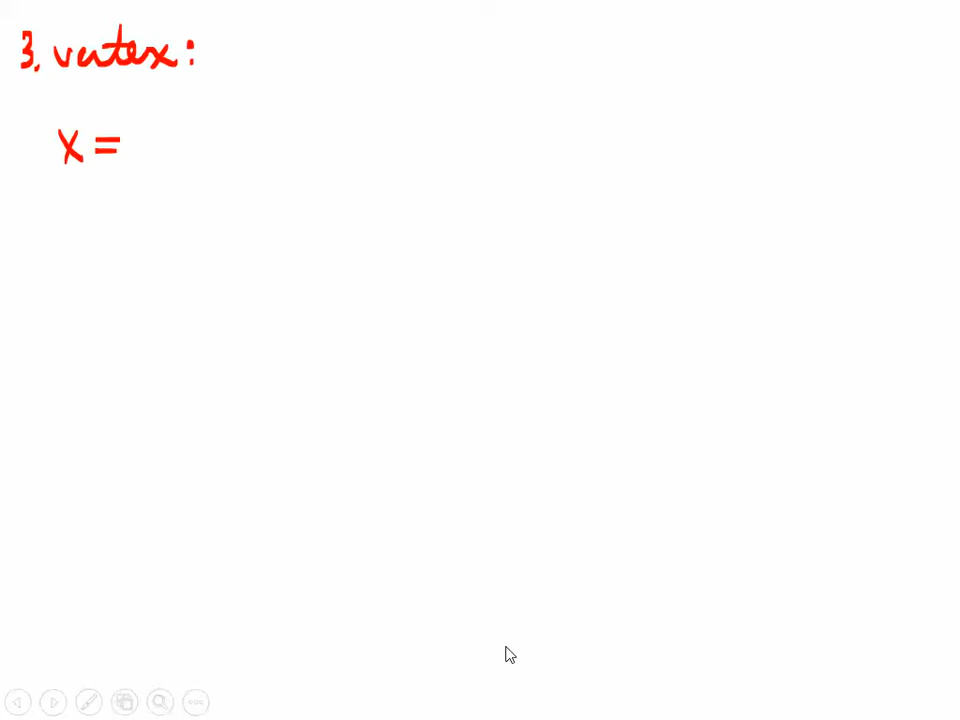 3. vertex:
x =